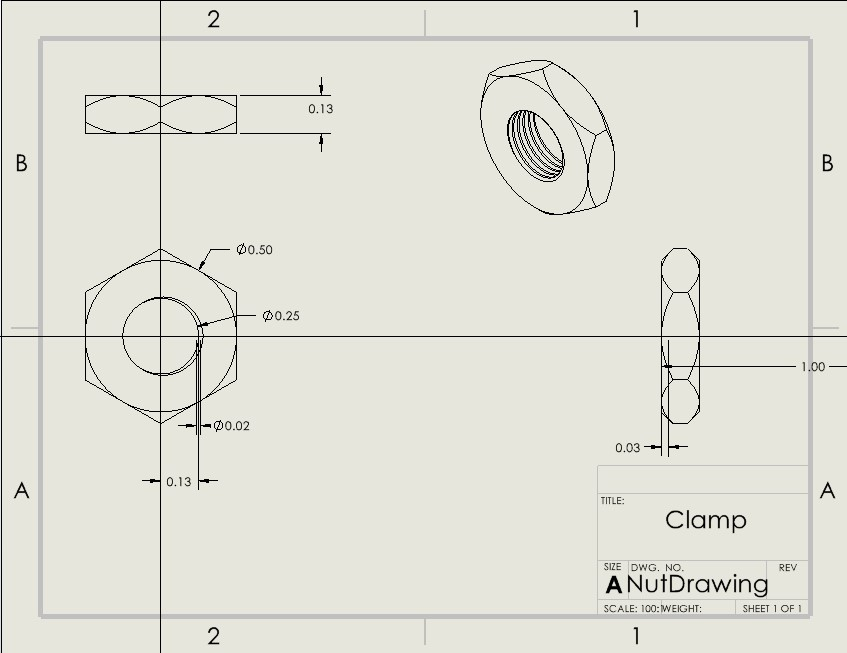 2 1
0.13
B B
Ø0.50
Ø0.25
1.00
Ø0.02
0.03
0.13
A A
TITLE:
Clamp
SIZE DWG. NO. REV
A NutDrawing
SCALE: 100:1 WEIGHT: SHEET 1 OF 1
2 1